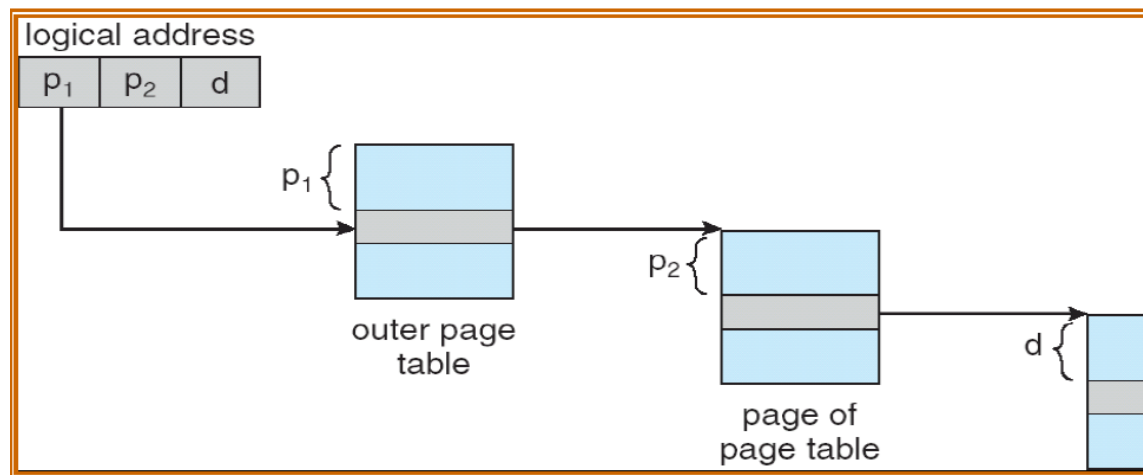 logical address
p₁ p₂ d
p₁
outer page
table
p₂
page of
page table
d